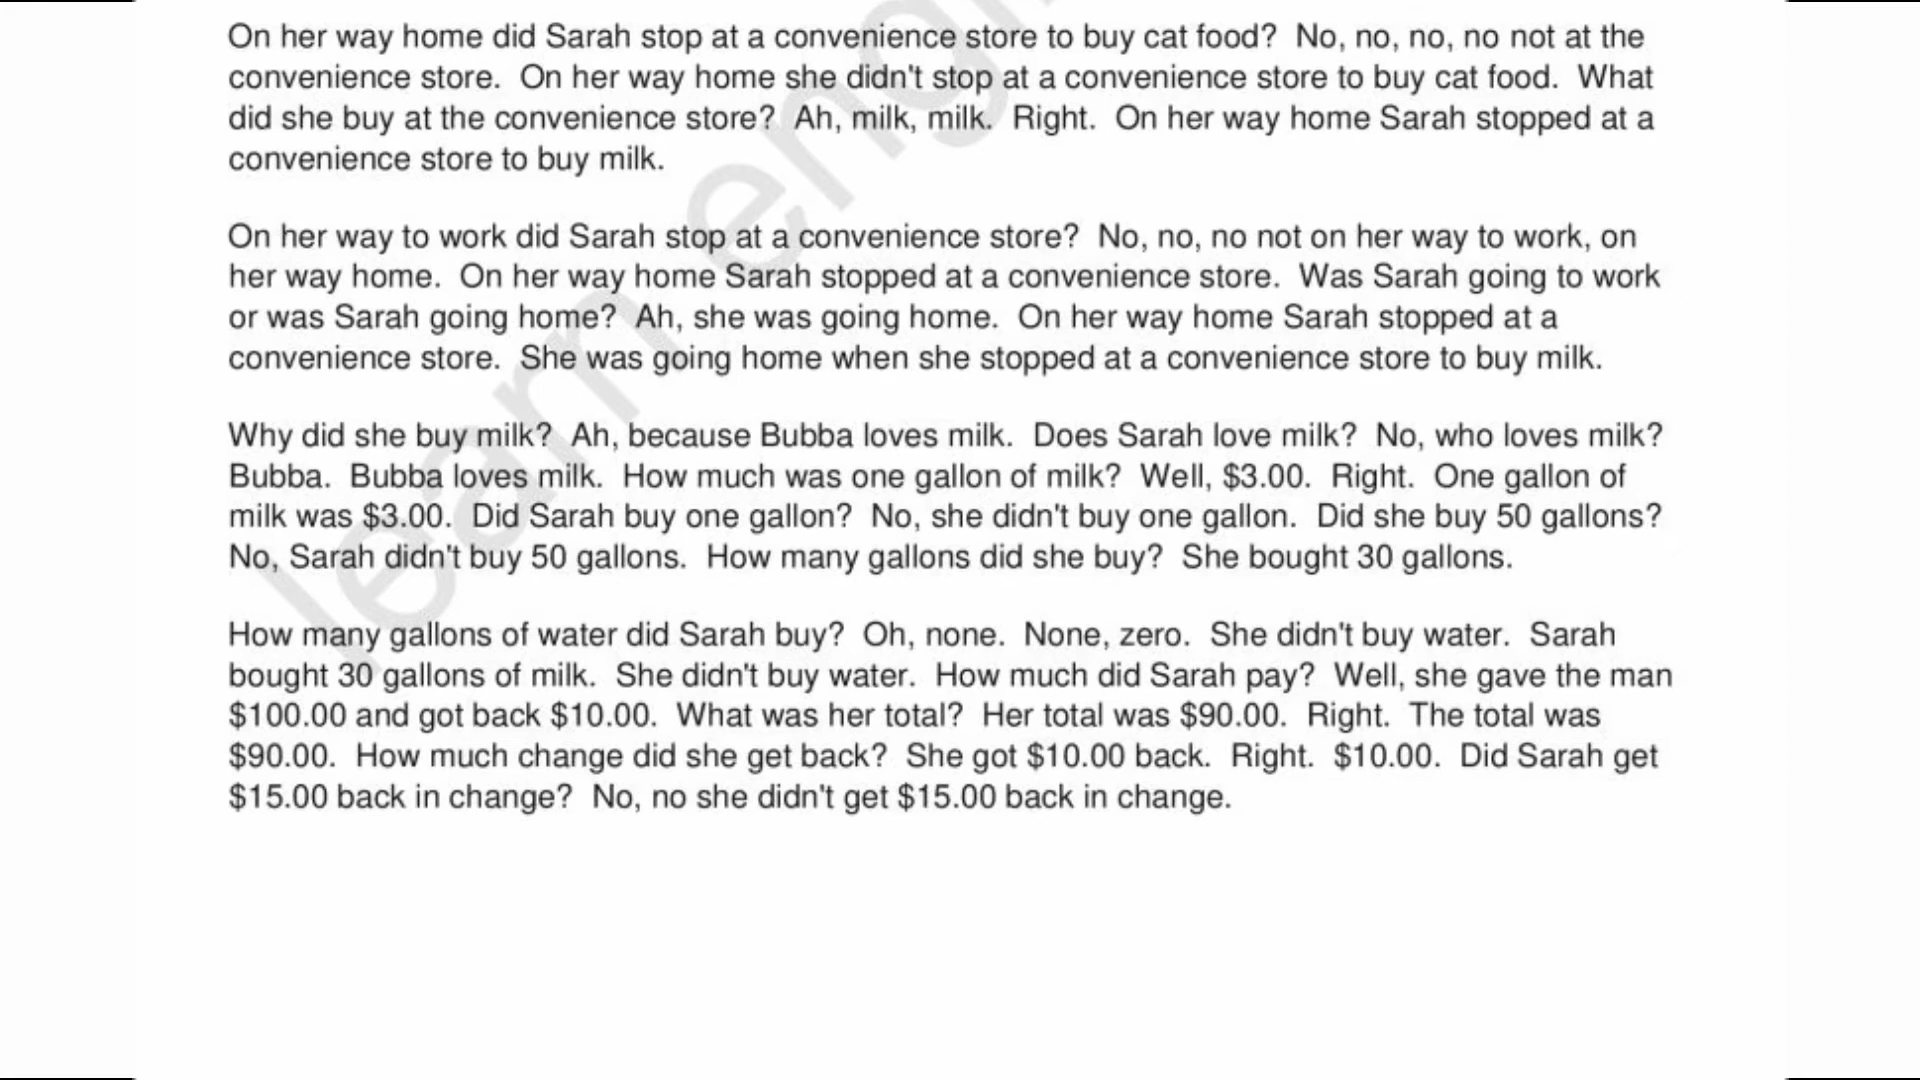 On her way home did Sarah stop at a convenience store to buy cat food?  No, no, no, no not at the
convenience store.  On her way home she didn't stop at a convenience store to buy cat food.  What
did she buy at the convenience store?  Ah, milk, milk.  Right.  On her way home Sarah stopped at a
convenience store to buy milk.
On her way to work did Sarah stop at a convenience store?  No, no, no not on her way to work, on
her way home.  On her way home Sarah stopped at a convenience store.  Was Sarah going to work
or was Sarah going home?  Ah, she was going home.  On her way home Sarah stopped at a
convenience store.  She was going home when she stopped at a convenience store to buy milk.
Why did she buy milk?  Ah, because Bubba loves milk.  Does Sarah love milk?  No, who loves milk?
Bubba.  Bubba loves milk.  How much was one gallon of milk?  Well, $3.00.  Right.  One gallon of
milk was $3.00.  Did Sarah buy one gallon?  No, she didn't buy one gallon.  Did she buy 50 gallons?
No, Sarah didn't buy 50 gallons.  How many gallons did she buy?  She bought 30 gallons.
How many gallons of water did Sarah buy?  Oh, none.  None, zero.  She didn't buy water.  Sarah
bought 30 gallons of milk.  She didn't buy water.  How much did Sarah pay?  Well, she gave the man
$100.00 and got back $10.00.  What was her total?  Her total was $90.00.  Right.  The total was
$90.00.  How much change did she get back?  She got $10.00 back.  Right.  $10.00.  Did Sarah get
$15.00 back in change?  No, no she didn't get $15.00 back in change.
learn